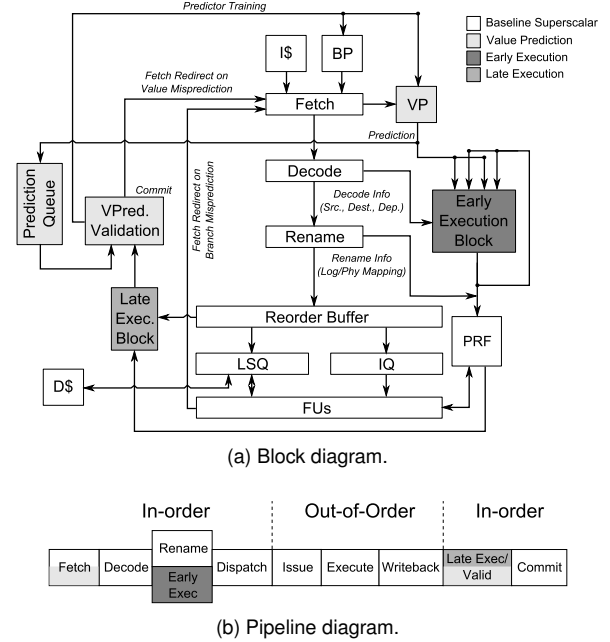 Predictor Training
Baseline Superscalar
Value Prediction
Early Execution
Late Execution
I$
BP
Fetch Redirect on
Value Misprediction
Fetch
VP
Prediction
Prediction
Queue
Commit
VPred.
Validation
Fetch Redirect on
Branch Misprediction
Decode
Decode Info
(Src., Dest., Dep.)
Early
Execution
Block
Rename
Rename Info
(Log/Phy Mapping)
Late
Exec.
Block
Reorder Buffer
PRF
LSQ
IQ
D$
FUs
(a) Block diagram.
In-order
Out-of-Order
In-order
Fetch
Decode
Rename
Early
Exec
Dispatch
Issue
Execute
Writeback
Late Exec/
Valid
Commit
(b) Pipeline diagram.